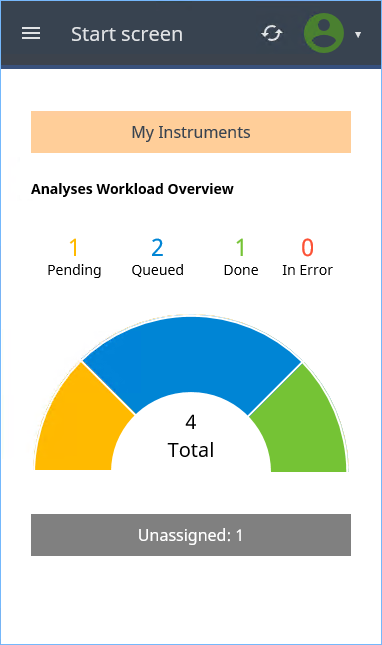 Start screen
My Instruments
Analyses Workload Overview
1 2 1 0
Pending Queued Done In Error
4
Total
Unassigned: 1